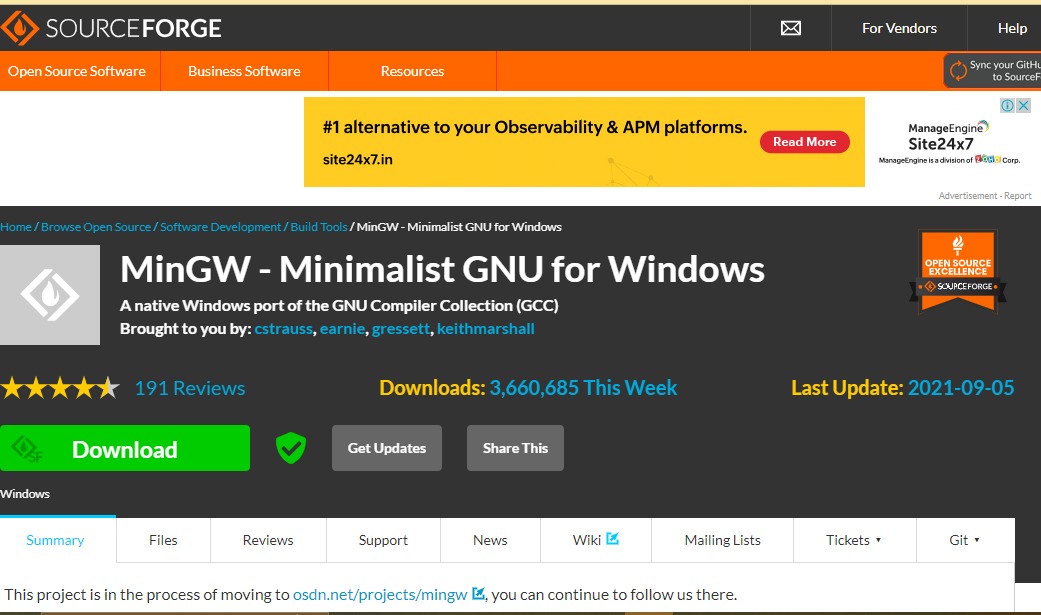 SOURCEFORGE
For Vendors
Help
Open Source Software
Business Software
Resources
Sync your GitHu
to SourceF
#1 alternative to your Observability & APM platforms.
site24x7.in
Read More
ManageEngine
Site24x7
ManageEngine is a division of ZOHO Corp.
Advertisement - Report
Home / Browse Open Source / Software Development / Build Tools / MinGW - Minimalist GNU for Windows
MinGW - Minimalist GNU for Windows
A native Windows port of the GNU Compiler Collection (GCC)
Brought to you by: cstrauss, earnie, gressett, keithmarshall
OPEN SOURCE
EXCELLENCE
SOURCEFORGE
191 Reviews
Downloads: 3,660,685 This Week
Last Update: 2021-09-05
SF
Download
Get Updates
Share This
Windows
Summary
Files
Reviews
Support
News
Wiki
Mailing Lists
Tickets
Git
This project is in the process of moving to osdn.net/projects/mingw, you can continue to follow us there.